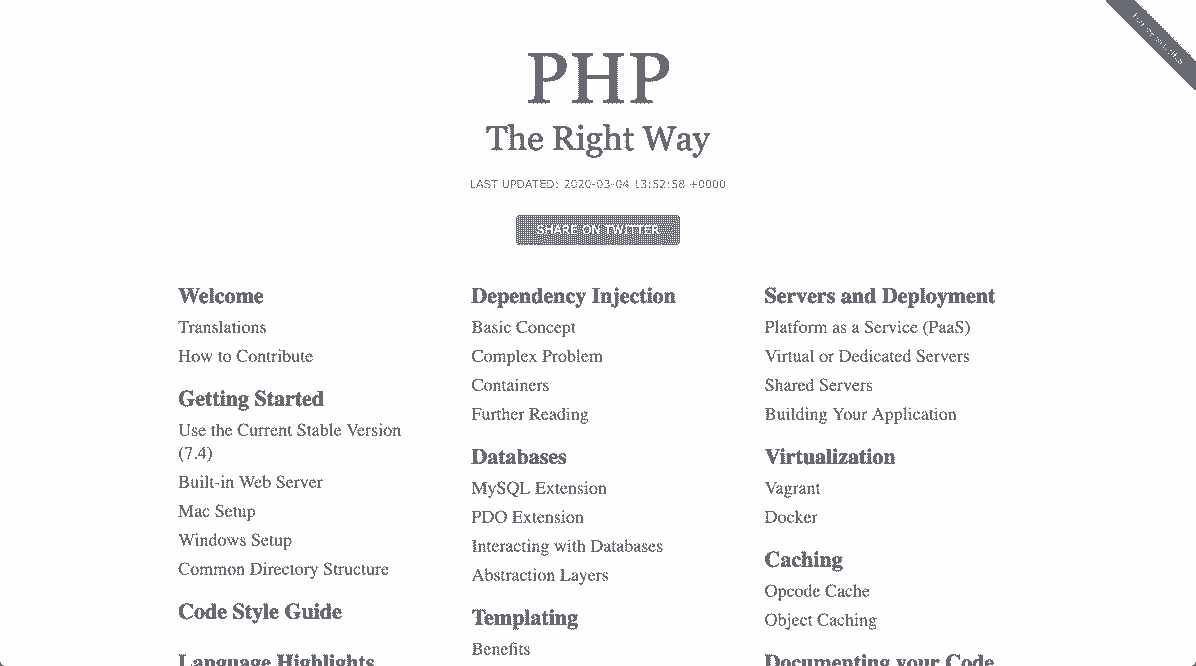 PHP
The Right Way
LAST UPDATED: 2020-03-04 13:52:58 +0000
SHARE ON TWITTER
Welcome
Translations
How to Contribute
Getting Started
Use the Current Stable Version
(7.4)
Built-in Web Server
Mac Setup
Windows Setup
Common Directory Structure
Code Style Guide
Language Highlights
Dependency Injection
Basic Concept
Complex Problem
Containers
Further Reading
Databases
MySQL Extension
PDO Extension
Interacting with Databases
Abstraction Layers
Templating
Benefits
Servers and Deployment
Platform as a Service (PaaS)
Virtual or Dedicated Servers
Shared Servers
Building Your Application
Virtualization
Vagrant
Docker
Caching
Opcode Cache
Object Caching
Documenting your Code